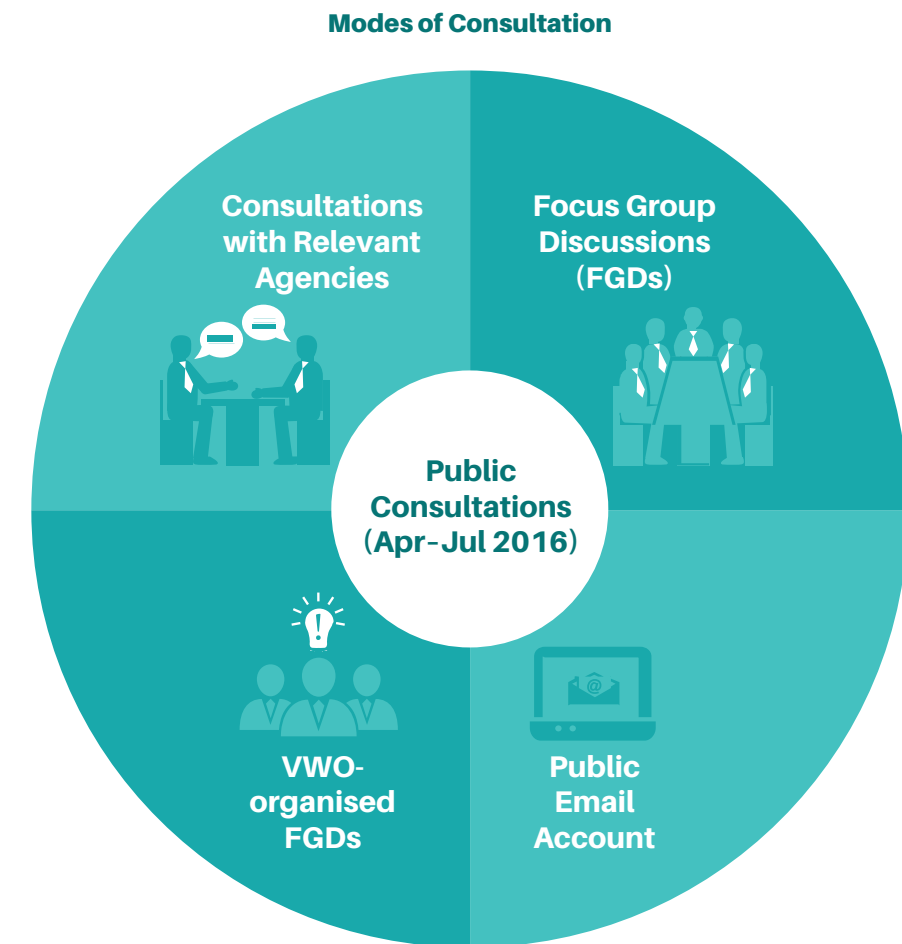 Modes of Consultation
Consultations
with Relevant
Agencies
Focus Group
Discussions
(FGDs)
Public
Consultations
(Apr–Jul 2016)
VWO-
organised
FGDs
@
Public
Email
Account